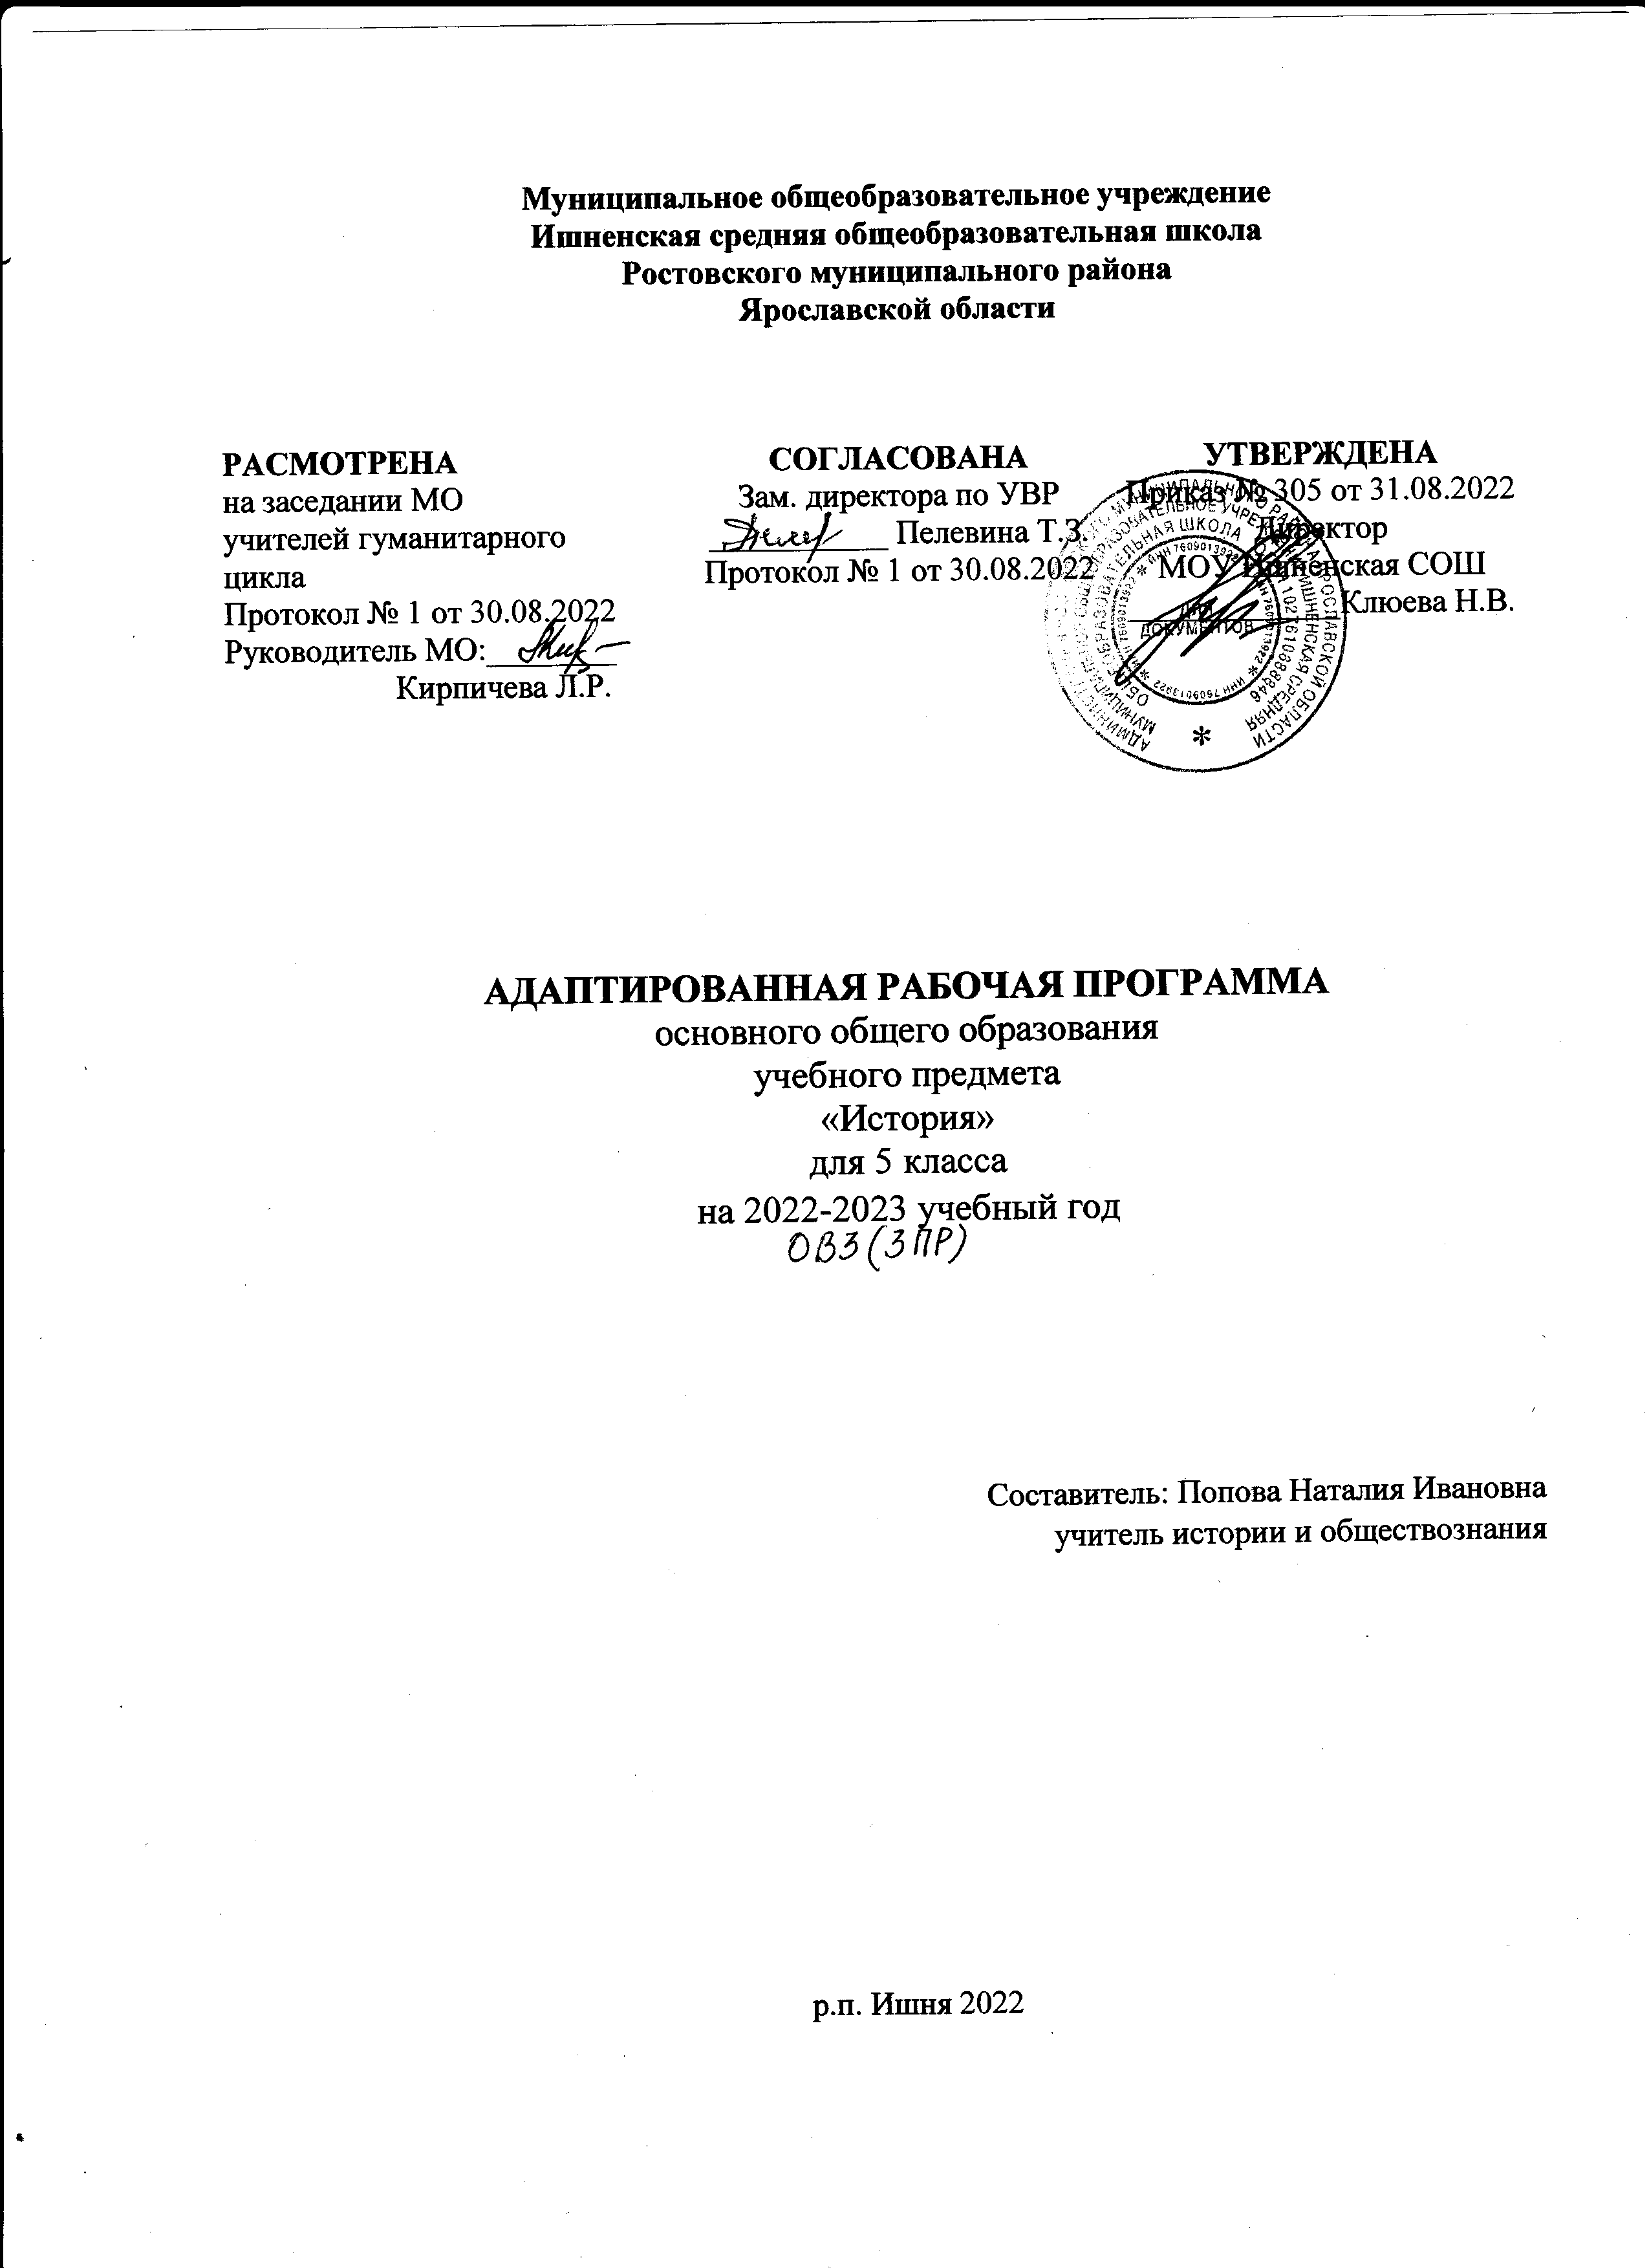 Муниципальное общеобразовательное учреждение
Ишненская средняя общеобразовательная школа
Ростовского муниципального района
Ярославской области
РАСМОТРЕНА
на заседании МО
учителей гуманитарного
цикла
Протокол № 1 от 30.08.2022
Руководитель МО:
Кирпичева Л.Р.
СОГЛАСОВАНА
Зам. директора по УВР
Пелевина Т.З.
Протокол № 1 от 30.08.2022
УТВЕРЖДЕНА
Приказ № 305 от 31.08.2022
Директор
МОУ Ишненская СОШ
Клюева Н.В.
ДЛЯ
ДОКУМЕНТОВ
АДАПТИРОВАННАЯ РАБОЧАЯ ПРОГРАММА
основного общего образования
учебного предмета
«История»
для 5 класса
на 2022-2023 учебный год
ОВЗ (ЗПР)
Составитель: Попова Наталия Ивановна
учитель истории и обществознания
р.п. Ишня 2022